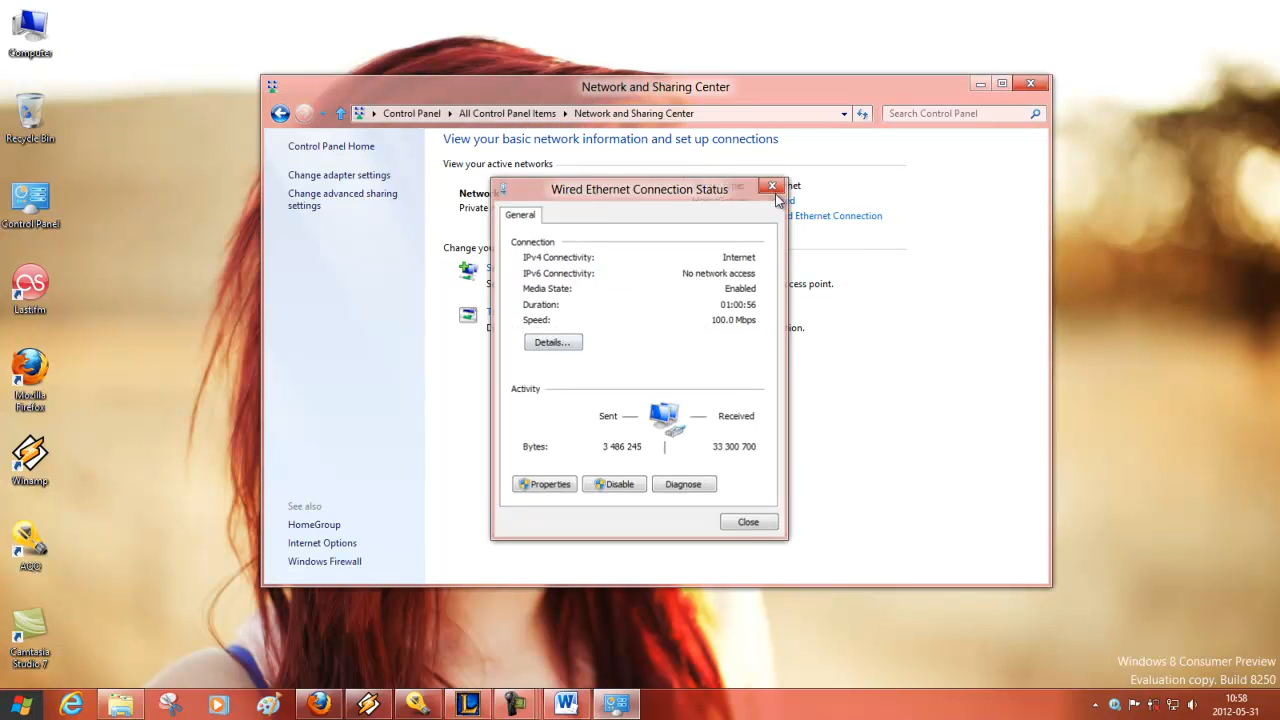 Computer
Recycle Bin
Control Panel
Last.fm
Mozilla
Firefox
Winamp
AQQ
Camtasia
Studio 7
Network and Sharing Center
Control Panel
All Control Panel Items
Network and Sharing Center
Search Control Panel
Control Panel Home
Change adapter settings
Change advanced sharing
settings
See also
HomeGroup
Internet Options
Windows Firewall
View your basic network information and set up connections
View your active networks
Networ
Private
Change you
Ethernet Connection
ccess point.
Wired Ethernet Connection Status
General
Connection
IPv4 Connectivity: Internet
IPv6 Connectivity: No network access
Media State: Enabled
Duration: 01:00:56
Speed: 100.0 Mbps
Details...
Activity
Sent Received
Bytes: 3 486 245 33 300 700
Properties Disable Diagnose
Close
Windows 8 Consumer Preview
Evaluation copy. Build 8250
10:58
2012-05-31